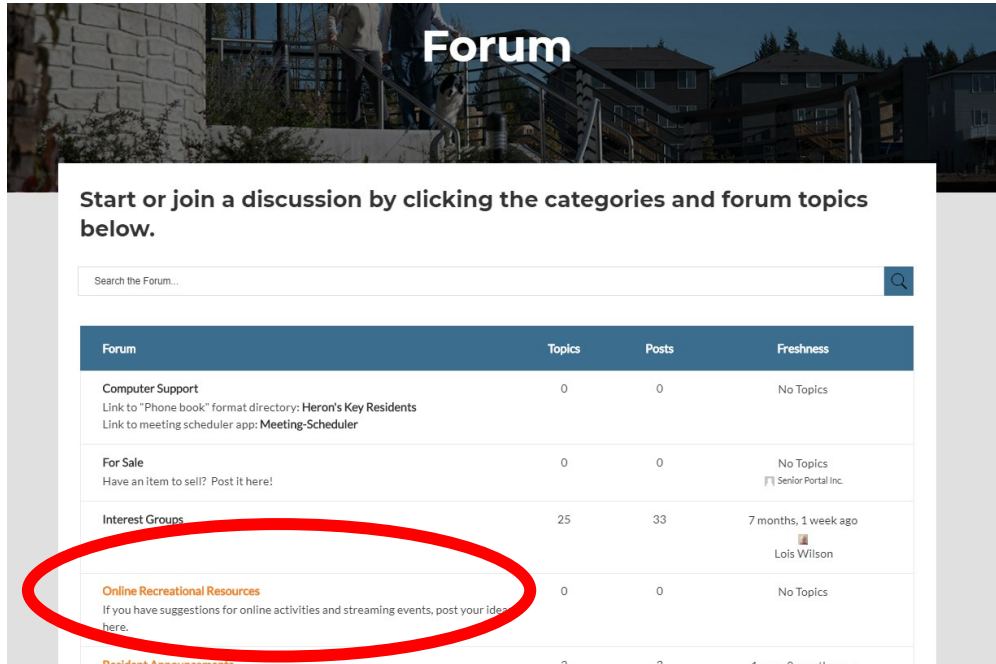 Forum
Start or join a discussion by clicking the categories and forum topics
below.
Search the Forum...
Forum Topics Posts Freshness
Computer Support 0 0 No Topics
Link to "Phone book" format directory: Heron's Key Residents
Link to meeting scheduler app: Meeting-Scheduler
For Sale 0 0 No Topics
Have an item to sell? Post it here! Senior Portal Inc.
Interest Groups 25 33 7 months, 1 week ago
Lois Wilson
Online Recreational Resources 0 0 No Topics
If you have suggestions for online activities and streaming events, post your idea
here.
Resident Announcements